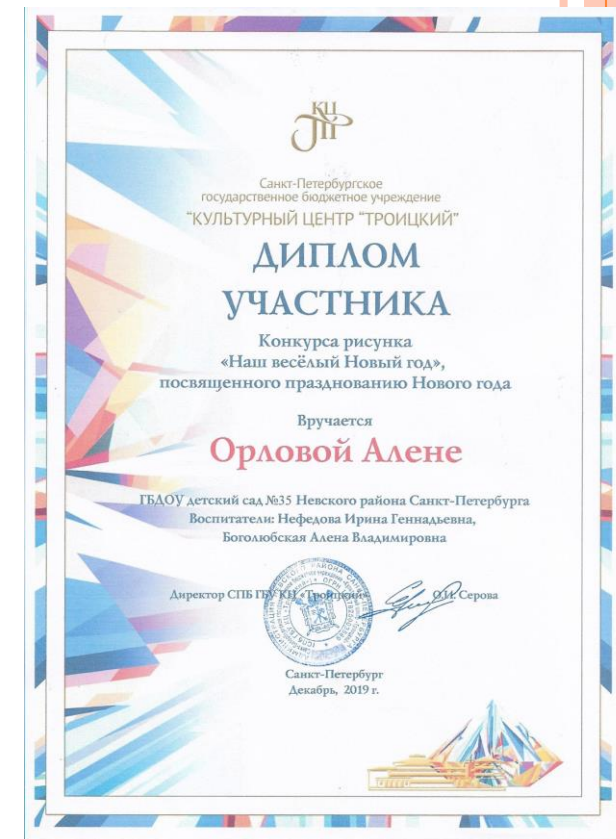 КЦ
ТР
Санкт-Петербургское
государственное бюджетное учреждение
"КУЛЬТУРНЫЙ ЦЕНТР "ТРОИЦКИЙ"
ДИПЛОМ
УЧАСТНИКА
Конкурса рисунка
«Наш весёлый Новый год»,
посвященного празднованию Нового года
Вручается
Орловой Алене
ГБДОУ детский сад №35 Невского района Санкт-Петербурга
Воспитатели: Нефедова Ирина Геннадьевна,
Боголюбская Алена Владимировна
Директор СПБ ГБУ КЦ «Троицкий» О.И. Серова
Санкт-Петербург
Декабрь, 2019 г.